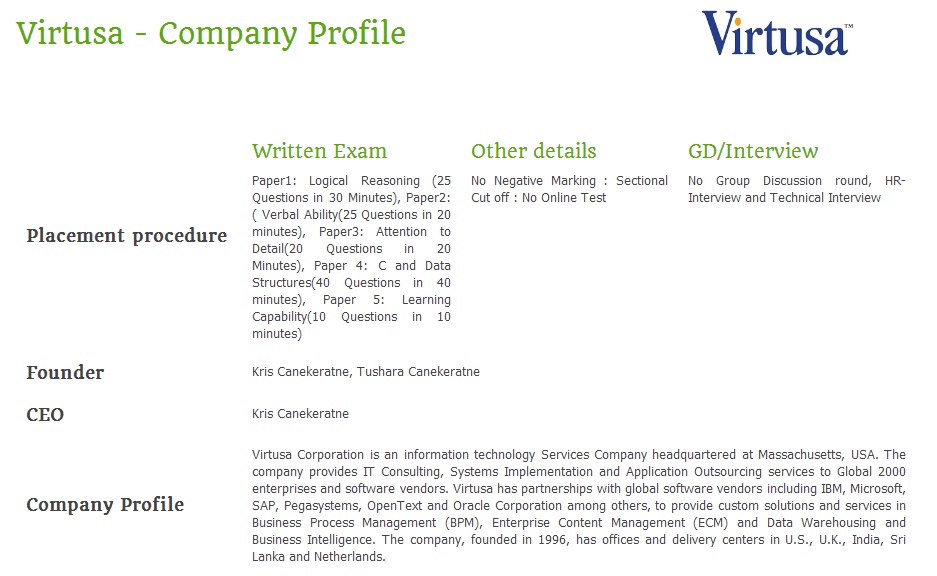 Virtusa - Company Profile
Virtusa™
Written Exam
Other details
GD/Interview
Placement procedure
Paper1: Logical Reasoning (25
Questions in 30 Minutes), Paper2:
( Verbal Ability(25 Questions in 20
minutes), Paper3: Attention to
Detail(20 Questions in 20
Minutes), Paper 4: C and Data
Structures(40 Questions in 40
minutes), Paper 5: Learning
Capability(10 Questions in 10
minutes)
No Negative Marking : Sectional
Cut off : No Online Test
No Group Discussion round, HR-
Interview and Technical Interview
Founder
Kris Canekeratne, Tushara Canekeratne
CEO
Kris Canekeratne
Company Profile
Virtusa Corporation is an information technology Services Company headquartered at Massachusetts, USA. The
company provides IT Consulting, Systems Implementation and Application Outsourcing services to Global 2000
enterprises and software vendors. Virtusa has partnerships with global software vendors including IBM, Microsoft,
SAP, Pegasystems, OpenText and Oracle Corporation among others, to provide custom solutions and services in
Business Process Management (BPM), Enterprise Content Management (ECM) and Data Warehousing and
Business Intelligence. The company, founded in 1996, has offices and delivery centers in U.S., U.K., India, Sri
Lanka and Netherlands.